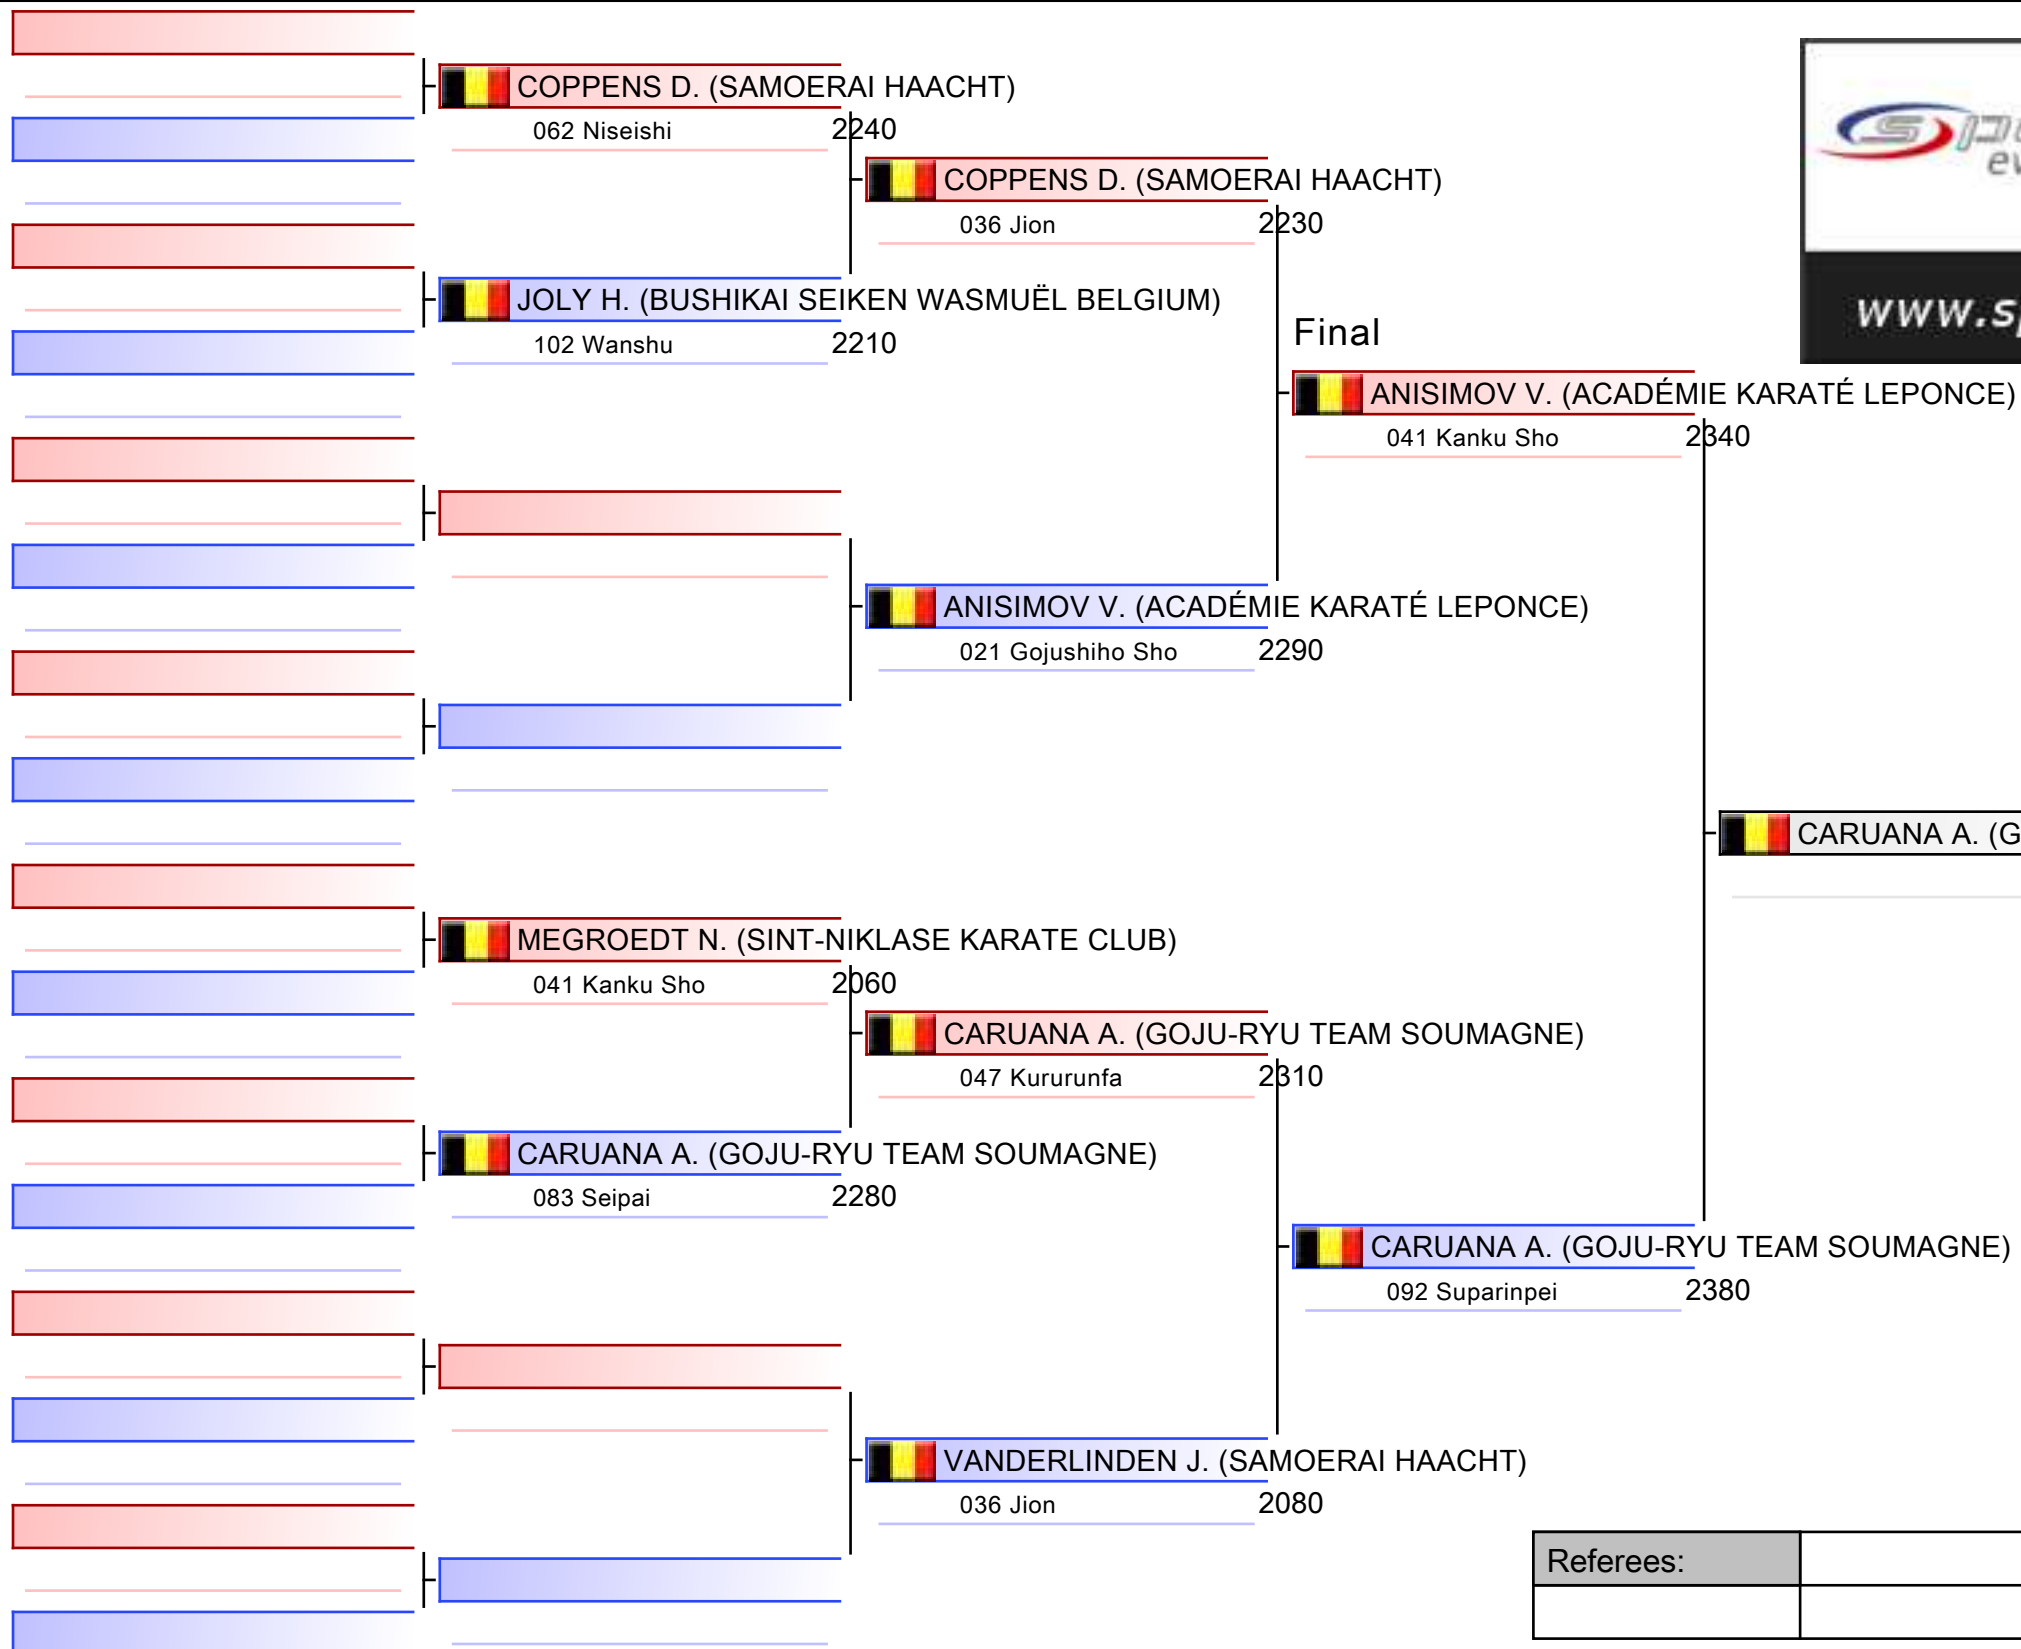 COPPENS D. (SAMOERAI HAACHT)
062 Niseishi 2240
COPPENS D. (SAMOERAI HAACHT)
036 Jion 2230
JOLY H. (BUSHIKAI SEIKEN WASMUËL BELGIUM)
102 Wanshu 2210
Final
ANISIMOV V. (ACADÉMIE KARATÉ LEPONCE)
041 Kanku Sho 2340
ANISIMOV V. (ACADÉMIE KARATÉ LEPONCE)
021 Gojushiho Sho 2290
CARUANA A. (G
MEGROEDT N. (SINT-NIKLASE KARATE CLUB)
041 Kanku Sho 2060
CARUANA A. (GOJU-RYU TEAM SOUMAGNE)
047 Kururunfa 2310
CARUANA A. (GOJU-RYU TEAM SOUMAGNE)
083 Seipai 2280
CARUANA A. (GOJU-RYU TEAM SOUMAGNE)
092 Suparinpei 2380
VANDERLINDEN J. (SAMOERAI HAACHT)
036 Jion 2080
Referees:
www.sp